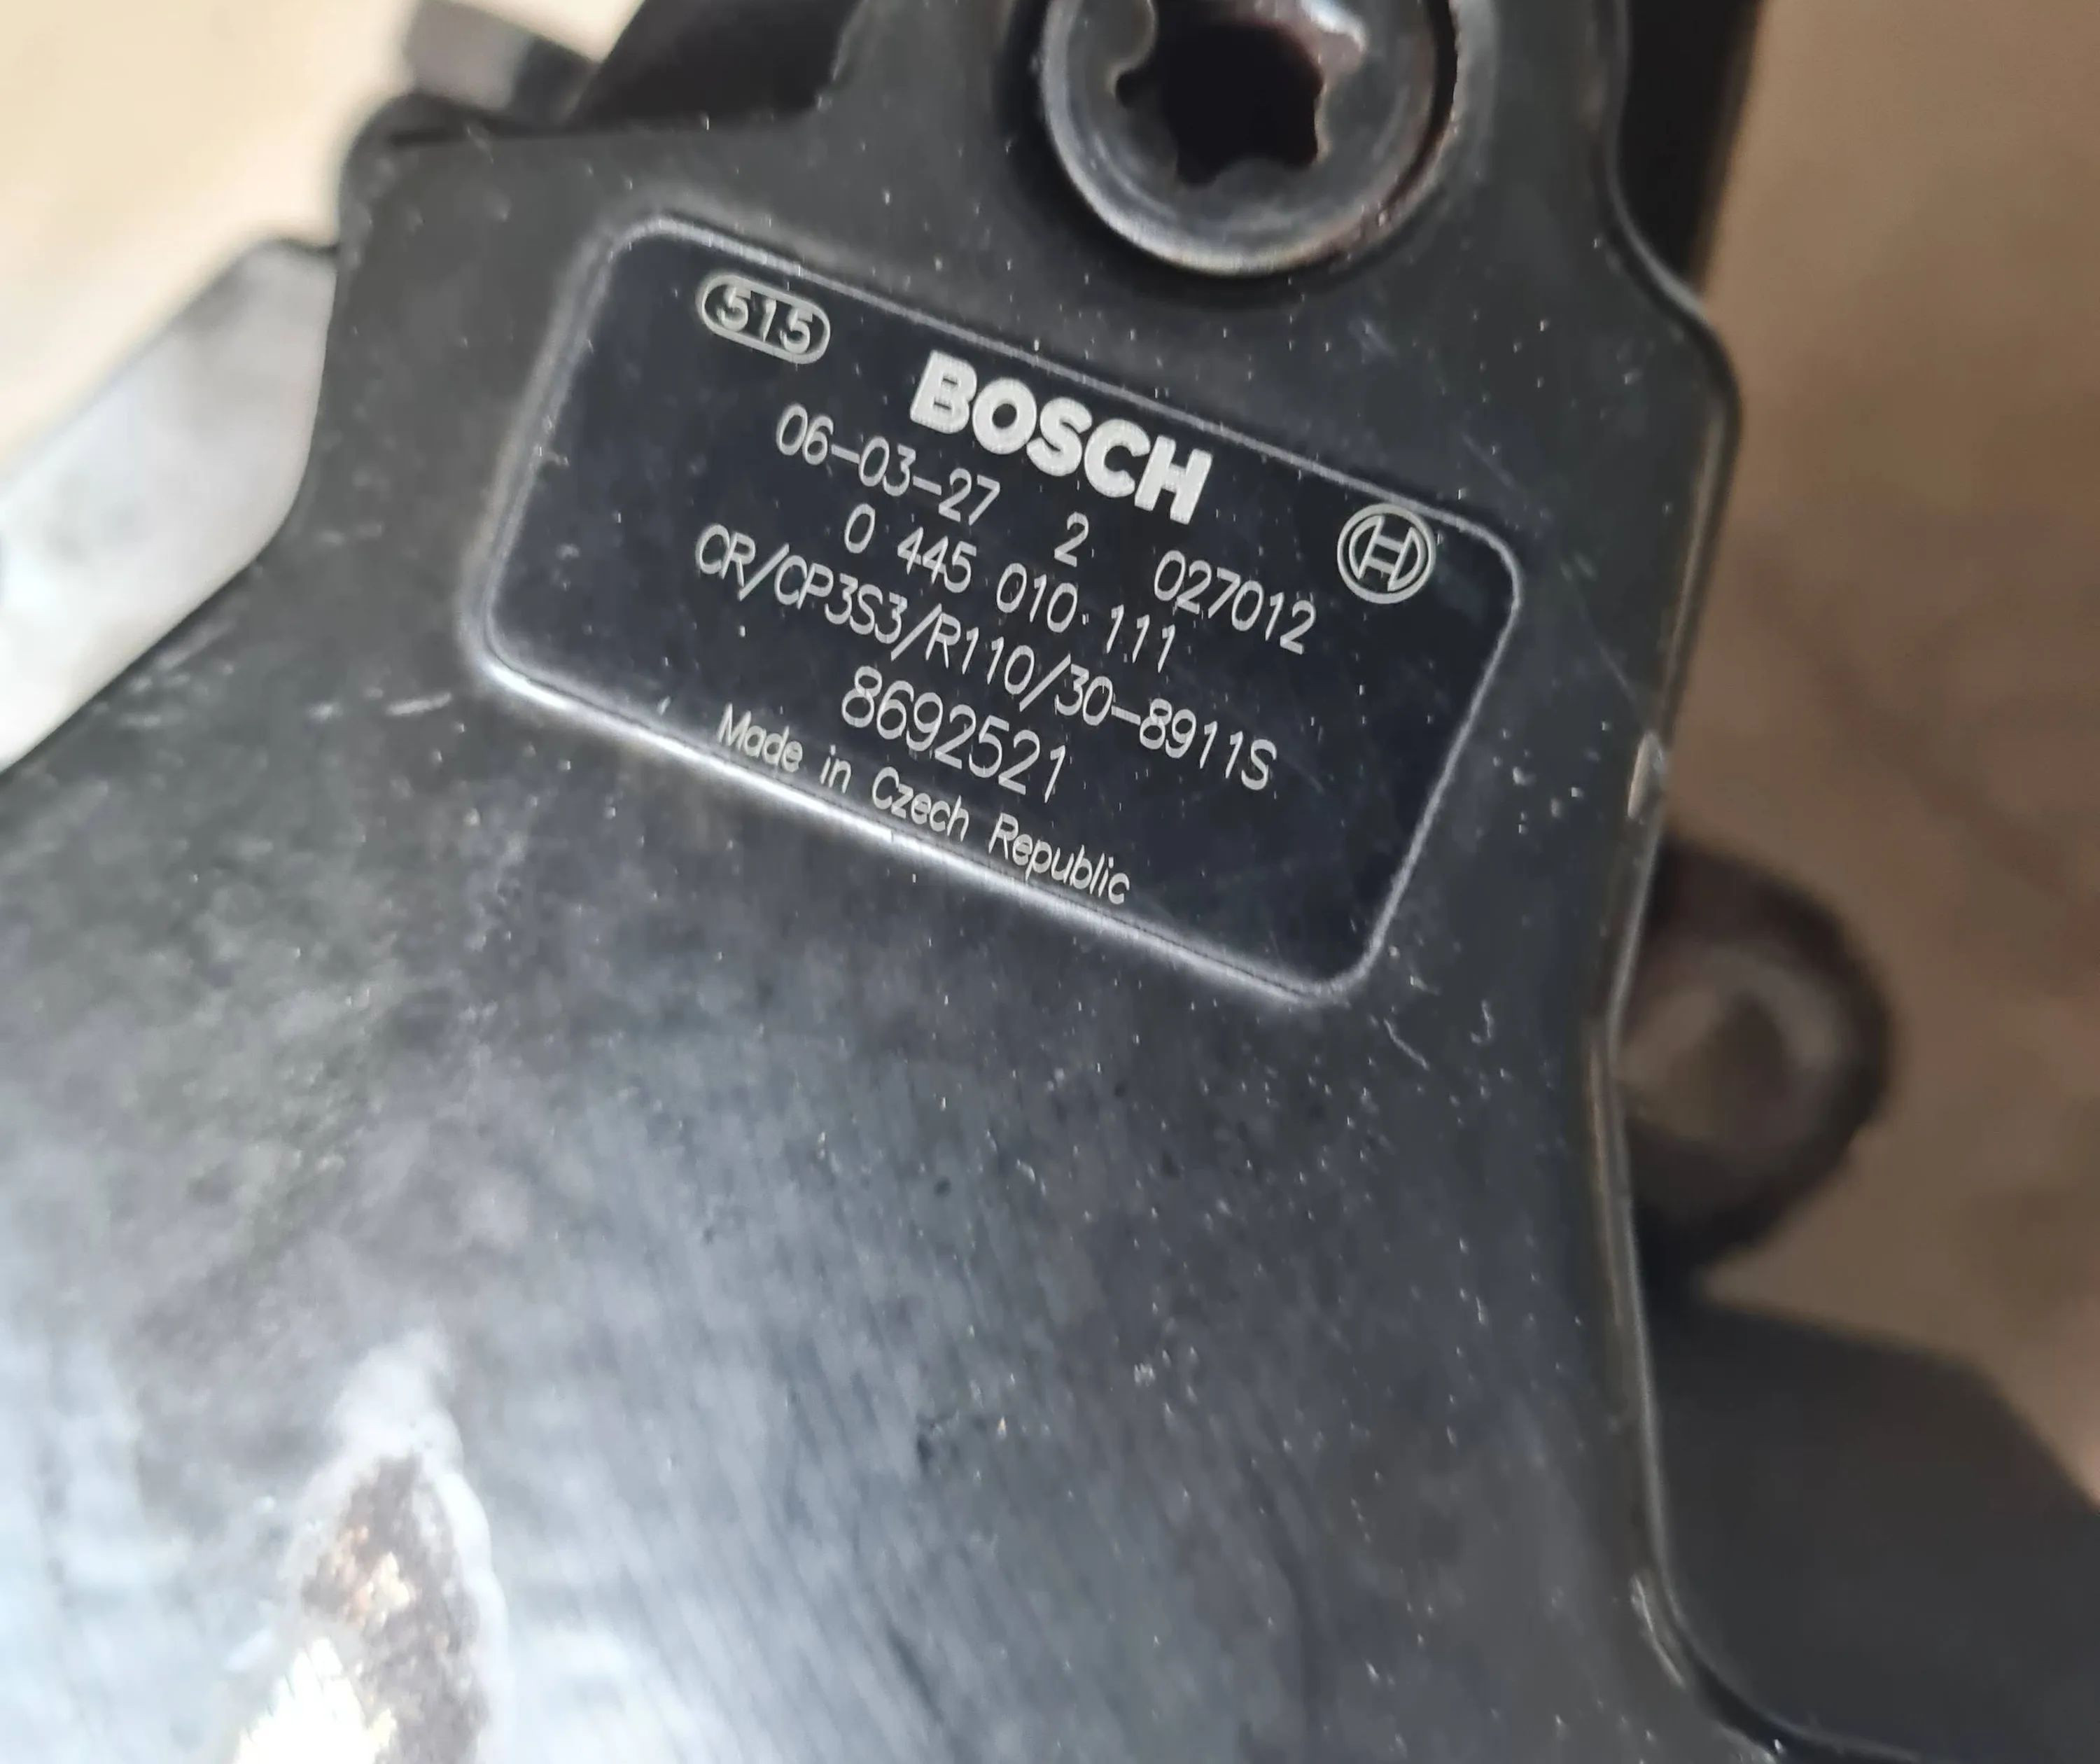 515
BOSCH
06-03-27 2 027012
0 445 010 111
CR/CP3S3/R110/30-8911S
8692521
Made in Czech Republic